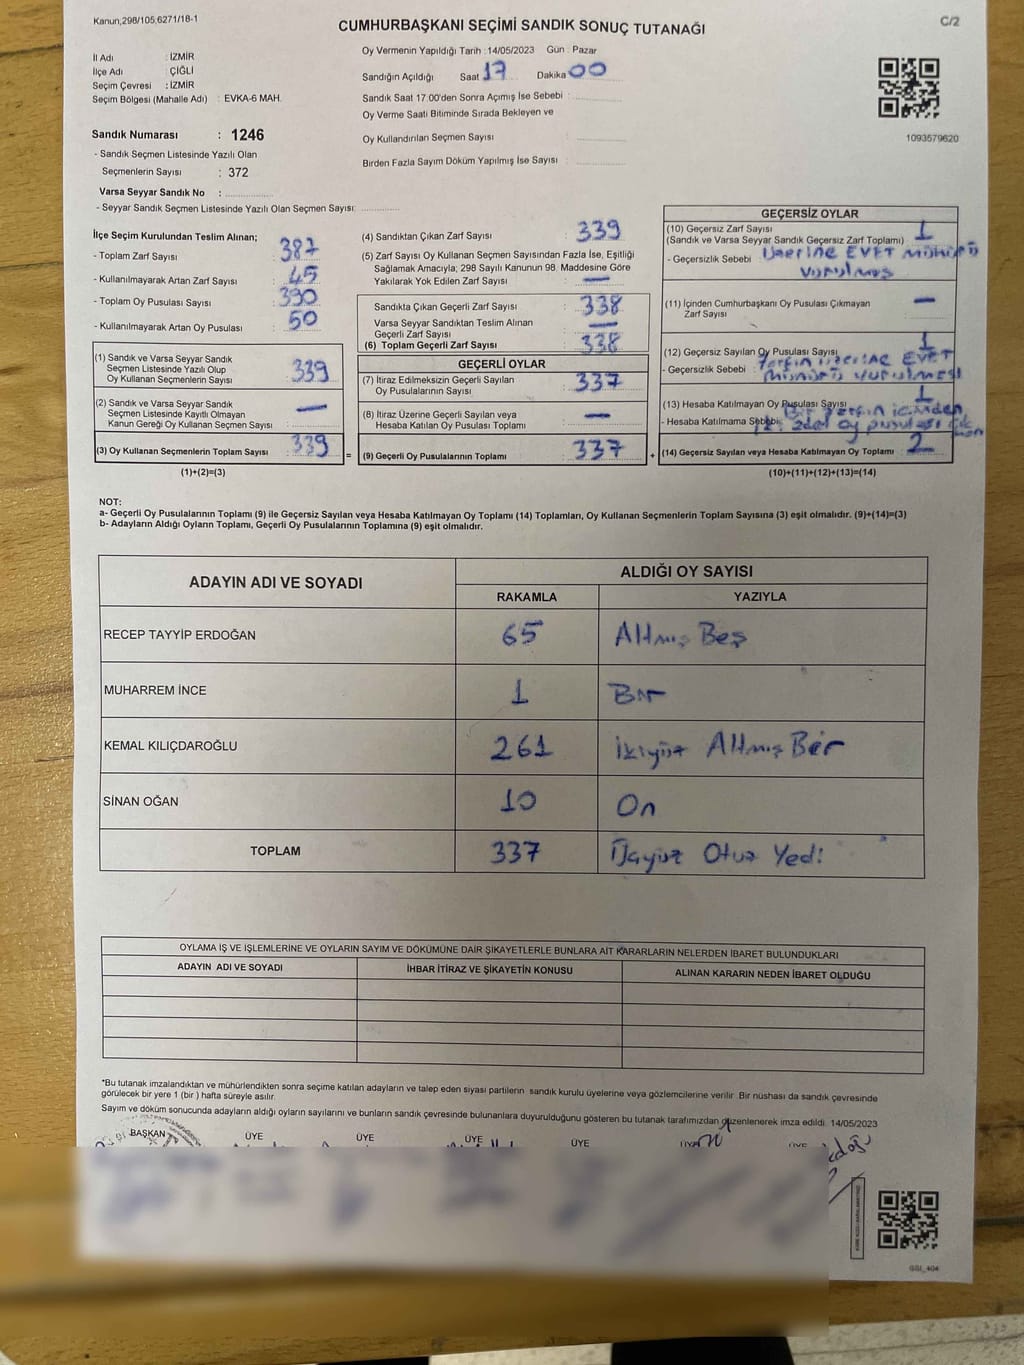 Kanun,298/105,6271/18-1
CUMHURBAŞKANI SEÇİMİ SANDIK SONUÇ TUTANAĞI
C/2
İl Adı : İZMİR
İlçe Adı : ÇİĞLİ
Seçim Çevresi : İZMİR
Seçim Bölgesi (Mahalle Adı) : EVKA-6 MAH.
Sandık Numarası : 1246
- Sandık Seçmen Listesinde Yazılı Olan
Seçmenlerin Sayısı : 372
Varsa Seyyar Sandık No :
- Seyyar Sandık Seçmen Listesinde Yazılı Olan Seçmen Sayısı:
Oy Vermenin Yapıldığı Tarih :14/05/2023 Gün : Pazar
Sandığın Açıldığı Saat 17 Dakika 00
Sandık Saat 17.00'den Sonra Açımış İse Sebebi :
Oy Verme Saati Bitiminde Sırada Bekleyen ve
Oy Kullandırılan Seçmen Sayısı :
Birden Fazla Sayım Döküm Yapılmış İse Sayısı :
1093579620
İlçe Seçim Kurulundan Teslim Alınan;
- Toplam Zarf Sayısı : 387
- Kullanılmayarak Artan Zarf Sayısı : 45
- Toplam Oy Pusulası Sayısı : 390
- Kullanılmayarak Artan Oy Pusulası : 50
(1) Sandık ve Varsa Seyyar Sandık
Seçmen Listesinde Yazılı Olup
Oy Kullanan Seçmenlerin Sayısı : 339
(2) Sandık ve Varsa Seyyar Sandık
Seçmen Listesinde Kayıtlı Olmayan
Kanun Gereği Oy Kullanan Seçmen Sayısı : —
(3) Oy Kullanan Seçmenlerin Toplam Sayısı : 339
(1)+(2)=(3)
(4) Sandıktan Çıkan Zarf Sayısı : 339
(5) Zarf Sayısı Oy Kullanan Seçmen Sayısından Fazla İse, Eşitliği
Sağlamak Amacıyla; 298 Sayılı Kanunun 98. Maddesine Göre
Yakılarak Yok Edilen Zarf Sayısı : —
Sandıkta Çıkan Geçerli Zarf Sayısı : 338
Varsa Seyyar Sandıktan Teslim Alınan
Geçerli Zarf Sayısı : —
(6) Toplam Geçerli Zarf Sayısı : 338
GEÇERLİ OYLAR
(7) İtiraz Edilmeksizin Geçerli Sayılan
Oy Pusulasının Sayısı : 337
(8) İtiraz Üzerine Geçerli Sayılan veya
Hesaba Katılan Oy Pusulası Toplamı : —
= (9) Geçerli Oy Pusulalarının Toplamı : 337 +
GEÇERSİZ OYLAR
(10) Geçersiz Zarf Sayısı
(Sandık ve Varsa Seyyar Sandık Geçersiz Zarf Toplamı) : 1
- Geçersizlik Sebebi : Üzerine EVET MÜHÜRÜ
vurulmuş
(11) İçinden Cumhurbaşkanı Oy Pusulası Çıkmayan
Zarf Sayısı : —
(12) Geçersiz Sayılan Oy Pusulası Sayısı : 1
- Geçersizlik Sebebi : Zarfın üzerine EVET
MÜHÜRÜ VURULMASI
(13) Hesaba Katılmayan Oy Pusulası Sayısı : 1
- Hesaba Katılmama Sebebi: Bir zarfın içinden
adet oy pusulası
(14) Geçersiz Sayılan veya Hesaba Katılmayan Oy Toplamı : 2
(10)+(11)+(12)+(13)=(14)
NOT:
a- Geçerli Oy Pusulalarının Toplamı (9) ile Geçersiz Sayılan veya Hesaba Katılmayan Oy Toplamı (14) Toplamları, Oy Kullanan Seçmenlerin Toplam Sayısına (3) eşit olmalıdır. (9)+(14)=(3)
b- Adayların Aldığı Oyların Toplamı, Geçerli Oy Pusulalarının Toplamına (9) eşit olmalıdır.
ADAYIN ADI VE SOYADI ALDIĞI OY SAYISI
RAKAMLA YAZIYLA
RECEP TAYYİP ERDOĞAN 65 Altmış Beş
MUHARREM İNCE 1 Bir
KEMAL KILIÇDAROĞLU 261 İkiyüz Altmış Bir
SİNAN OĞAN 10 On
TOPLAM 337 Üçyüz Otuz Yedi
OYLAMA İŞ VE İŞLEMLERİNE VE OYLARIN SAYIM VE DÖKÜMÜNE DAİR ŞİKAYETLERLE BUNLARA AİT KARARLARIN NELERDEN İBARET BULUNDUKLARI
ADAYIN ADI VE SOYADI İHBAR İTİRAZ VE ŞİKAYETİN KONUSU ALINAN KARARIN NEDEN İBARET OLDUĞU
*Bu tutanak imzalandıktan ve mühürlendikten sonra seçime katılan adayların ve talep eden siyasi partilerin sandık kurulu üyelerine veya gözlemcilerine verilir. Bir nüshası da sandık çevresinde
görülecek bir yere 1 (bir ) hafta süreyle asılır.
Sayım ve döküm sonucunda adayların aldığı oyların sayılarını ve bunların sandık çevresinde bulunanlara duyurulduğunu gösteren bu tutanak tarafımızdan düzenlenerek imza edildi. 14/05/2023
BAŞKAN ÜYE ÜYE ÜYE ÜYE
GSI_404